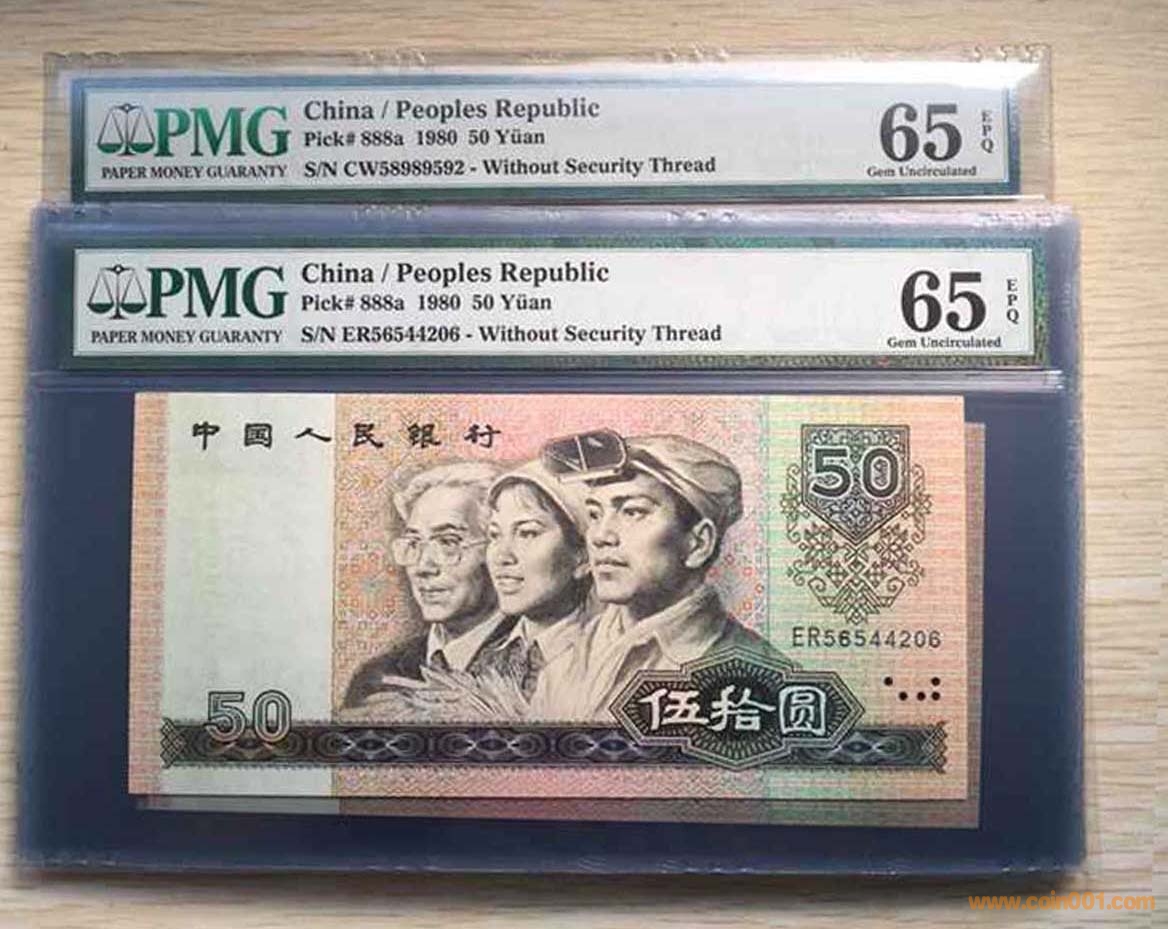 PMG
PAPER MONEY GUARANTY
China / Peoples Republic
Pick# 888a 1980 50 Yüan
S/N CW58989592 - Without Security Thread
65
EPQ
Gem Uncirculated
PMG
PAPER MONEY GUARANTY
China / Peoples Republic
Pick# 888a 1980 50 Yüan
S/N ER56544206 - Without Security Thread
65
EPQ
Gem Uncirculated
中国人民银行
50
ER56544206
50
伍拾圆
www.coin001.com